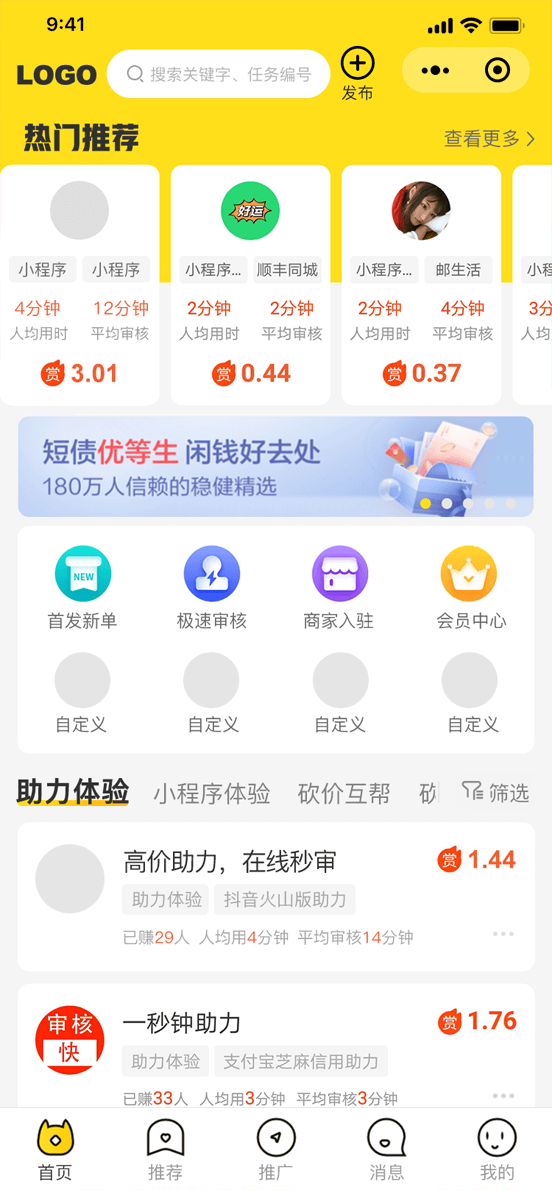 9:41
LOGO
搜索关键字、任务编号
发布
热门推荐
查看更多
好运
小程序 小程序
小程序... 顺丰同城
小程序... 邮生活
小程
4分钟 12分钟
2分钟 2分钟
2分钟 4分钟
3分
人均用时 平均审核
人均用时 平均审核
人均用时 平均审核
人均
赏 3.01
赏 0.44
赏 0.37
短债优等生 闲钱好去处
180万人信赖的稳健精选
NEW
首发新单 极速审核 商家入驻 会员中心
自定义 自定义 自定义 自定义
助力体验 小程序体验 砍价互帮 砍 筛选
高价助力，在线秒审
赏 1.44
助力体验 抖音火山版助力
已赚29人 人均用4分钟 平均审核14分钟
审核
快
一秒钟助力
赏 1.76
助力体验 支付宝芝麻信用助力
已赚33人 人均用3分钟 平均审核3分钟
首页 推荐 推广 消息 我的